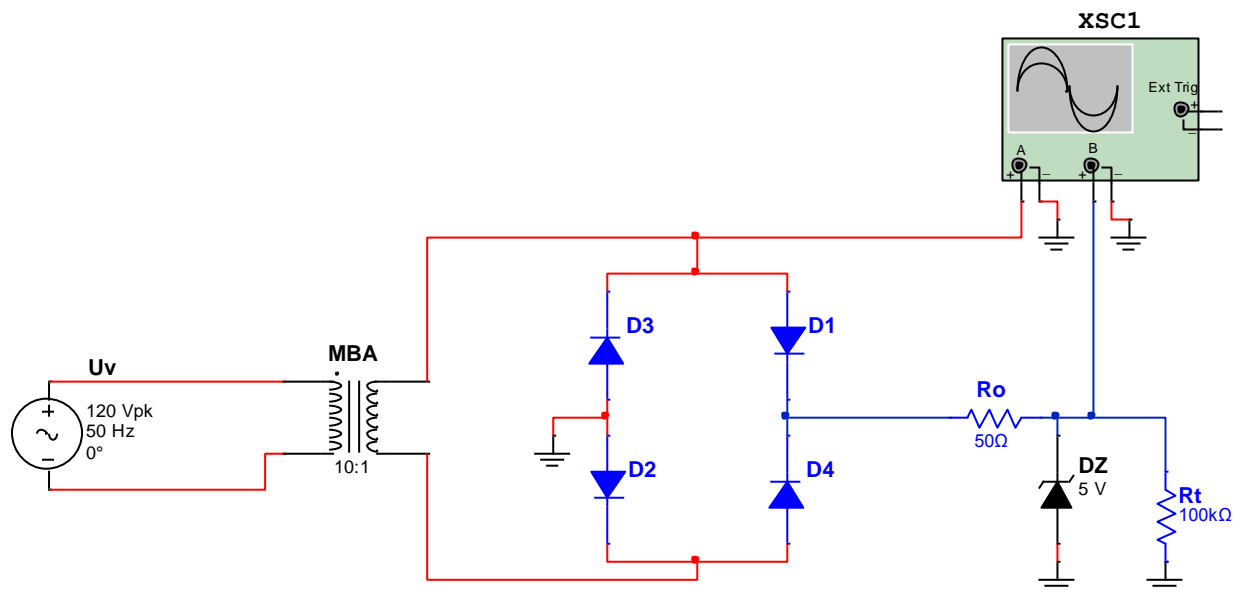 XSC1
Ext Trig
+
–
A
B
+
–
+
–
D3
D1
MBA
Uv
Ro
120 Vpk
50 Hz
0°
+
–
50Ω
10:1
D2
D4
DZ
5 V
Rt
100kΩ